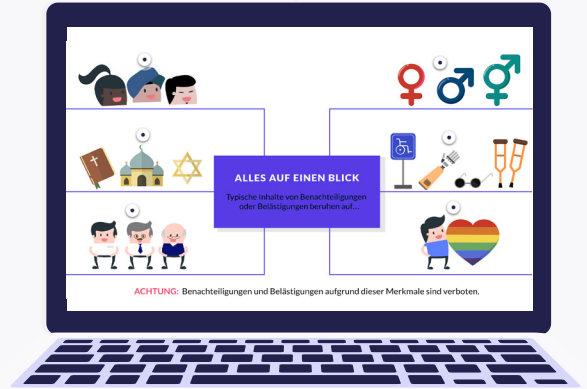 ALLES AUF EINEN BLICK
Typische Inhalte von Benachteiligungen
oder Belästigungen beruhen auf...
ACHTUNG: Benachteiligungen und Belästigungen aufgrund dieser Merkmale sind verboten.